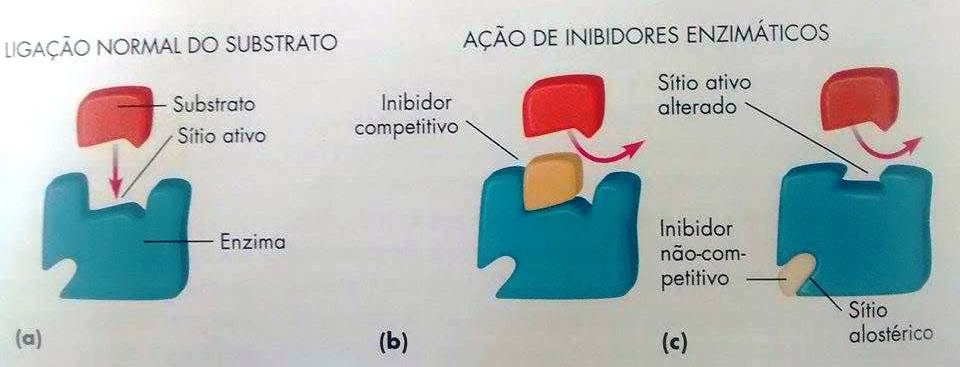 LIGAÇÃO NORMAL DO SUBSTRATO
AÇÃO DE INIBIDORES ENZIMÁTICOS
Substrato
Sítio ativo
Enzima
(a)
Inibidor
competitivo
(b)
Sítio ativo
alterado
Inibidor
não-com-
petitivo
Sítio
alostérico
(c)